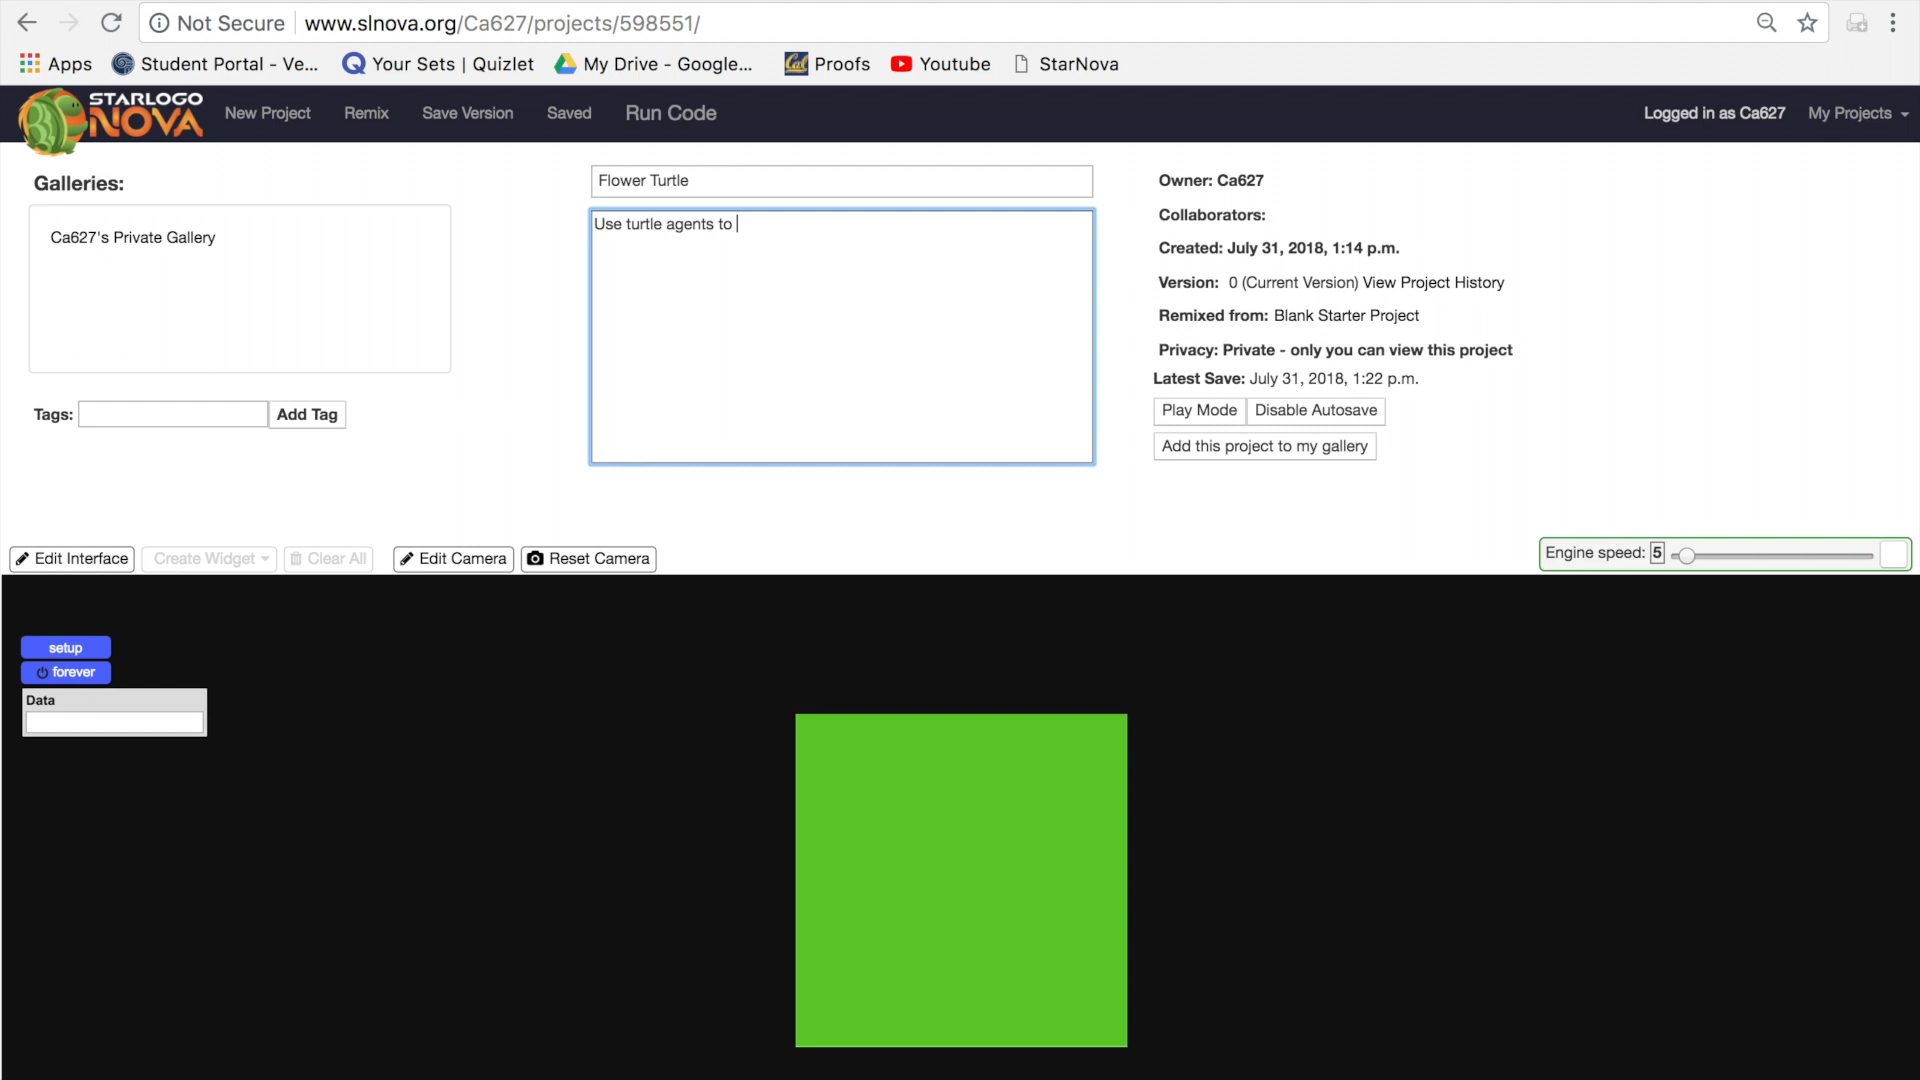 Not Secure www.slnova.org/Ca627/projects/598551/
Apps Student Portal - Ve... Your Sets | Quizlet My Drive - Google... Cal Proofs Youtube StarNova
STARLOGO
NOVA
New Project Remix Save Version Saved Run Code Logged in as Ca627 My Projects
Galleries:
Ca627's Private Gallery
Tags: Add Tag
Flower Turtle
Use turtle agents to
Owner: Ca627
Collaborators:
Created: July 31, 2018, 1:14 p.m.
Version: 0 (Current Version) View Project History
Remixed from: Blank Starter Project
Privacy: Private - only you can view this project
Latest Save: July 31, 2018, 1:22 p.m.
Play Mode Disable Autosave
Add this project to my gallery
Edit Interface Create Widget Clear All Edit Camera Reset Camera Engine speed: 5
setup
forever
Data